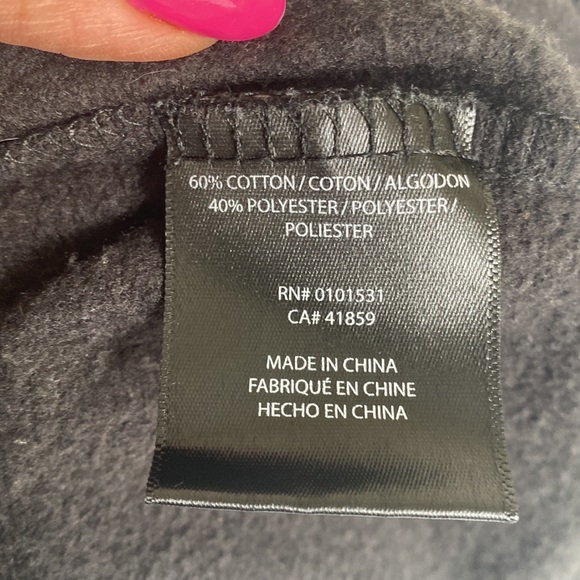 60% COTTON / COTON / ALGODON
40% POLYESTER / POLYESTER /
POLIESTER
RN# 0101531
CA# 41859
MADE IN CHINA
FABRIQUÉ EN CHINE
HECHO EN CHINA